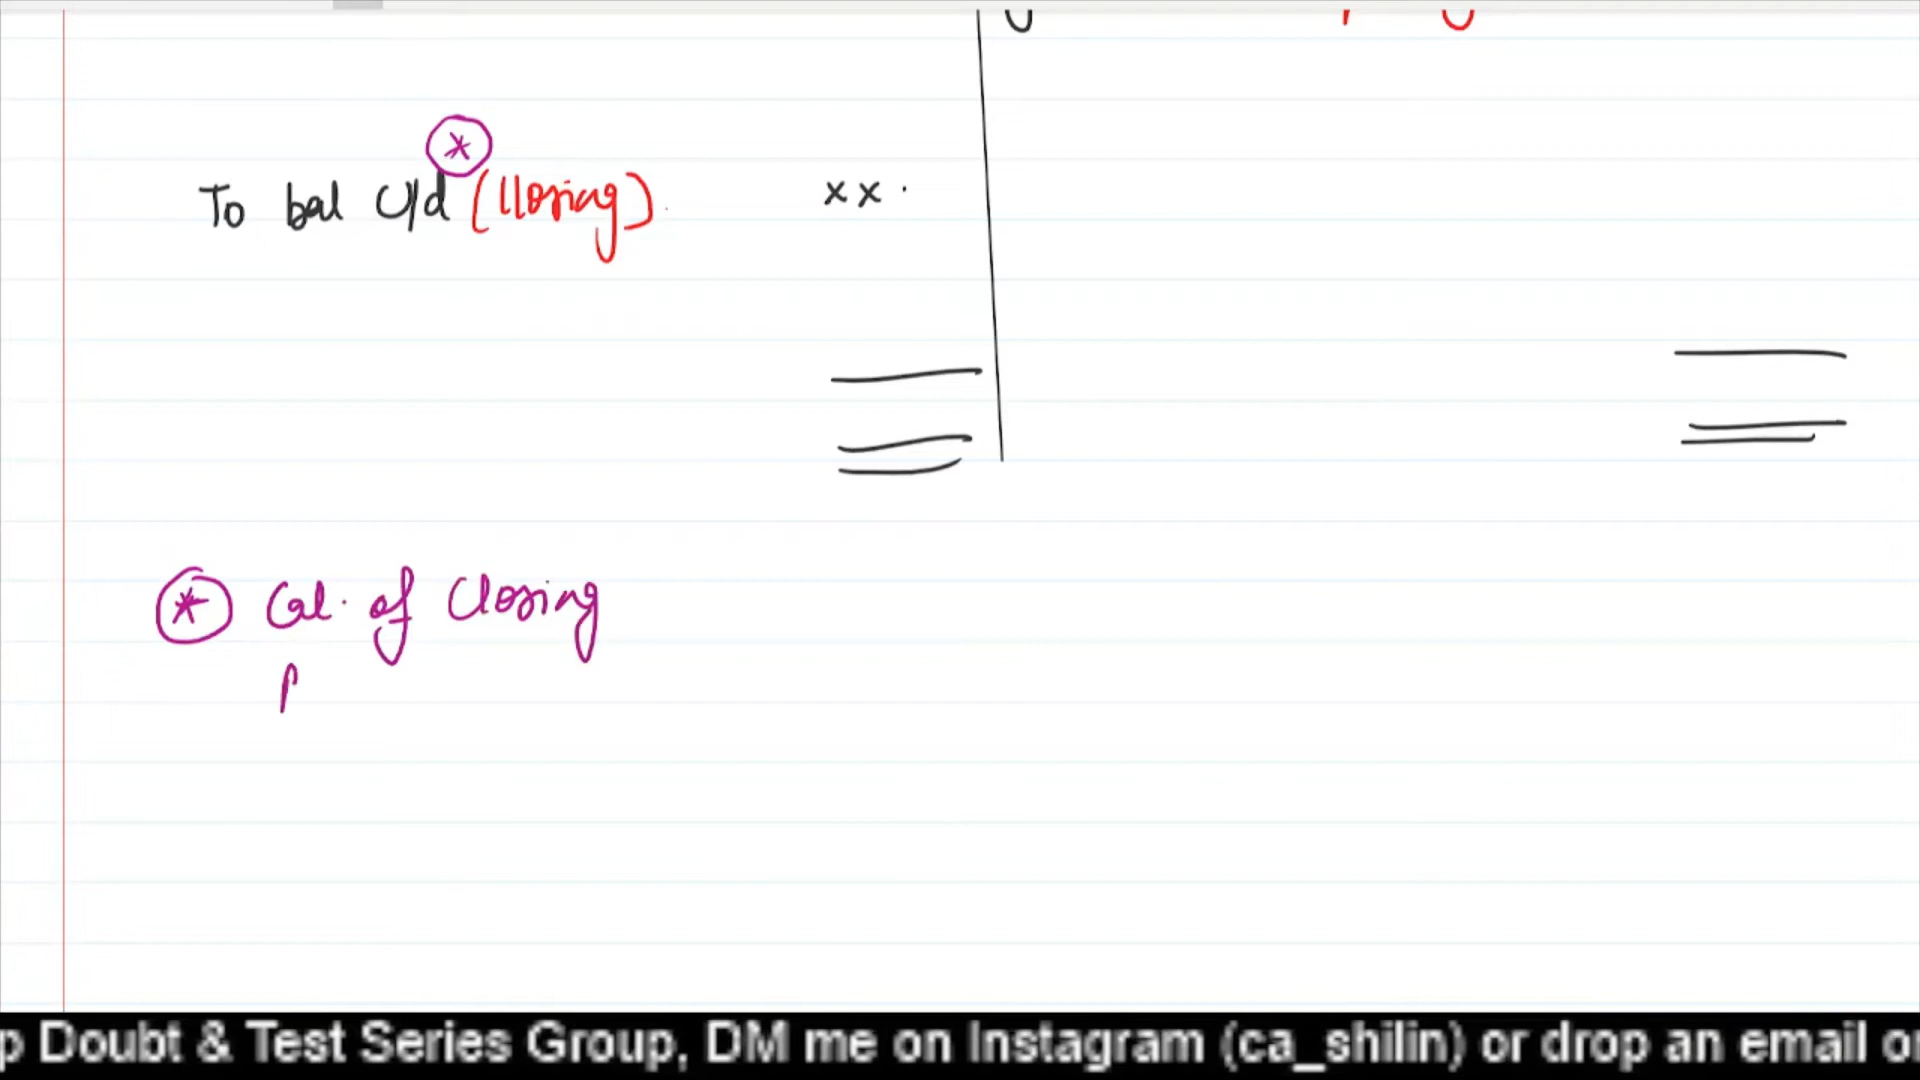 To bal c/d * (Closing). xx.
* Cal. of Closing
p Doubt & Test Series Group, DM me on Instagram (ca_shilin) or drop an email on